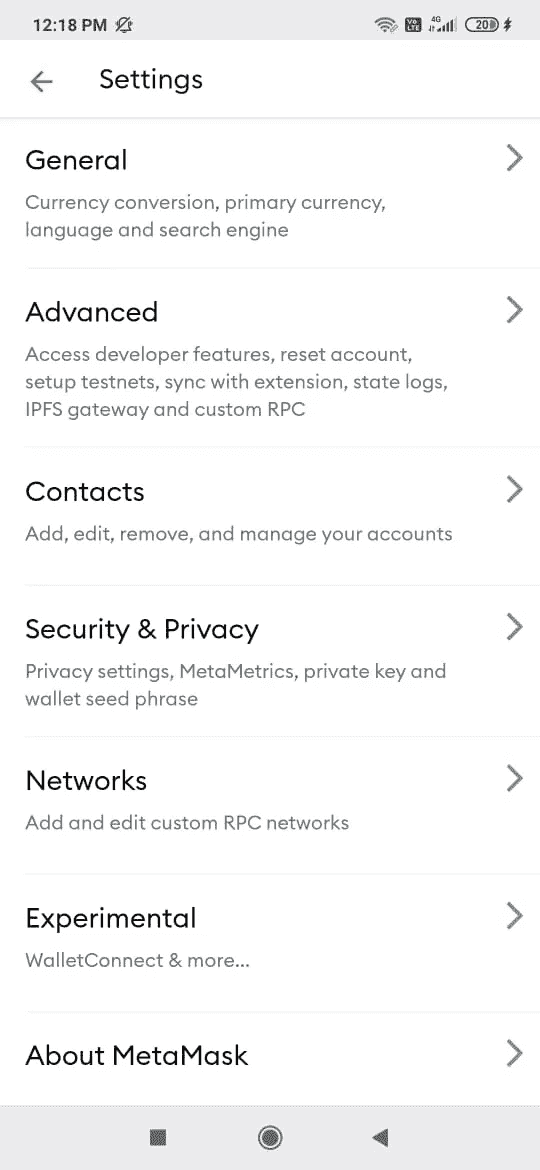 12:18 PM
Vo LTE 4G 20
Settings
General
Currency conversion, primary currency,
language and search engine
Advanced
Access developer features, reset account,
setup testnets, sync with extension, state logs,
IPFS gateway and custom RPC
Contacts
Add, edit, remove, and manage your accounts
Security & Privacy
Privacy settings, MetaMetrics, private key and
wallet seed phrase
Networks
Add and edit custom RPC networks
Experimental
WalletConnect & more...
About MetaMask